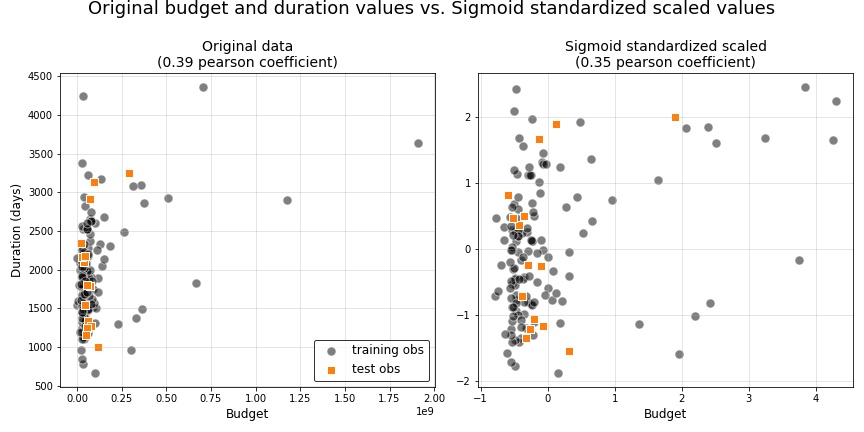 Original budget and duration values vs. Sigmoid standardized scaled values
Original data
(0.39 pearson coefficient)
Duration (days)
4500
4000
3500
3000
2500
2000
1500
1000
500
0.00 0.25 0.50 0.75 1.00 1.25 1.50 1.75 2.00
1e9
Budget
training obs
test obs
Sigmoid standardized scaled
(0.35 pearson coefficient)
2
1
0
−1
−2
−1 0 1 2 3 4
Budget